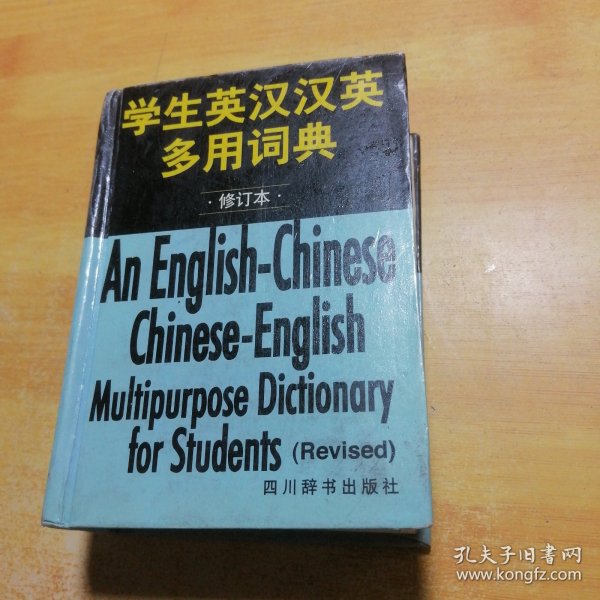 学生英汉汉英
多用词典
·修订本·
An English-Chinese
Chinese-English
Multipurpose Dictionary
for Students (Revised)
四川辞书出版社
孔夫子旧书网
www.kongfz.com